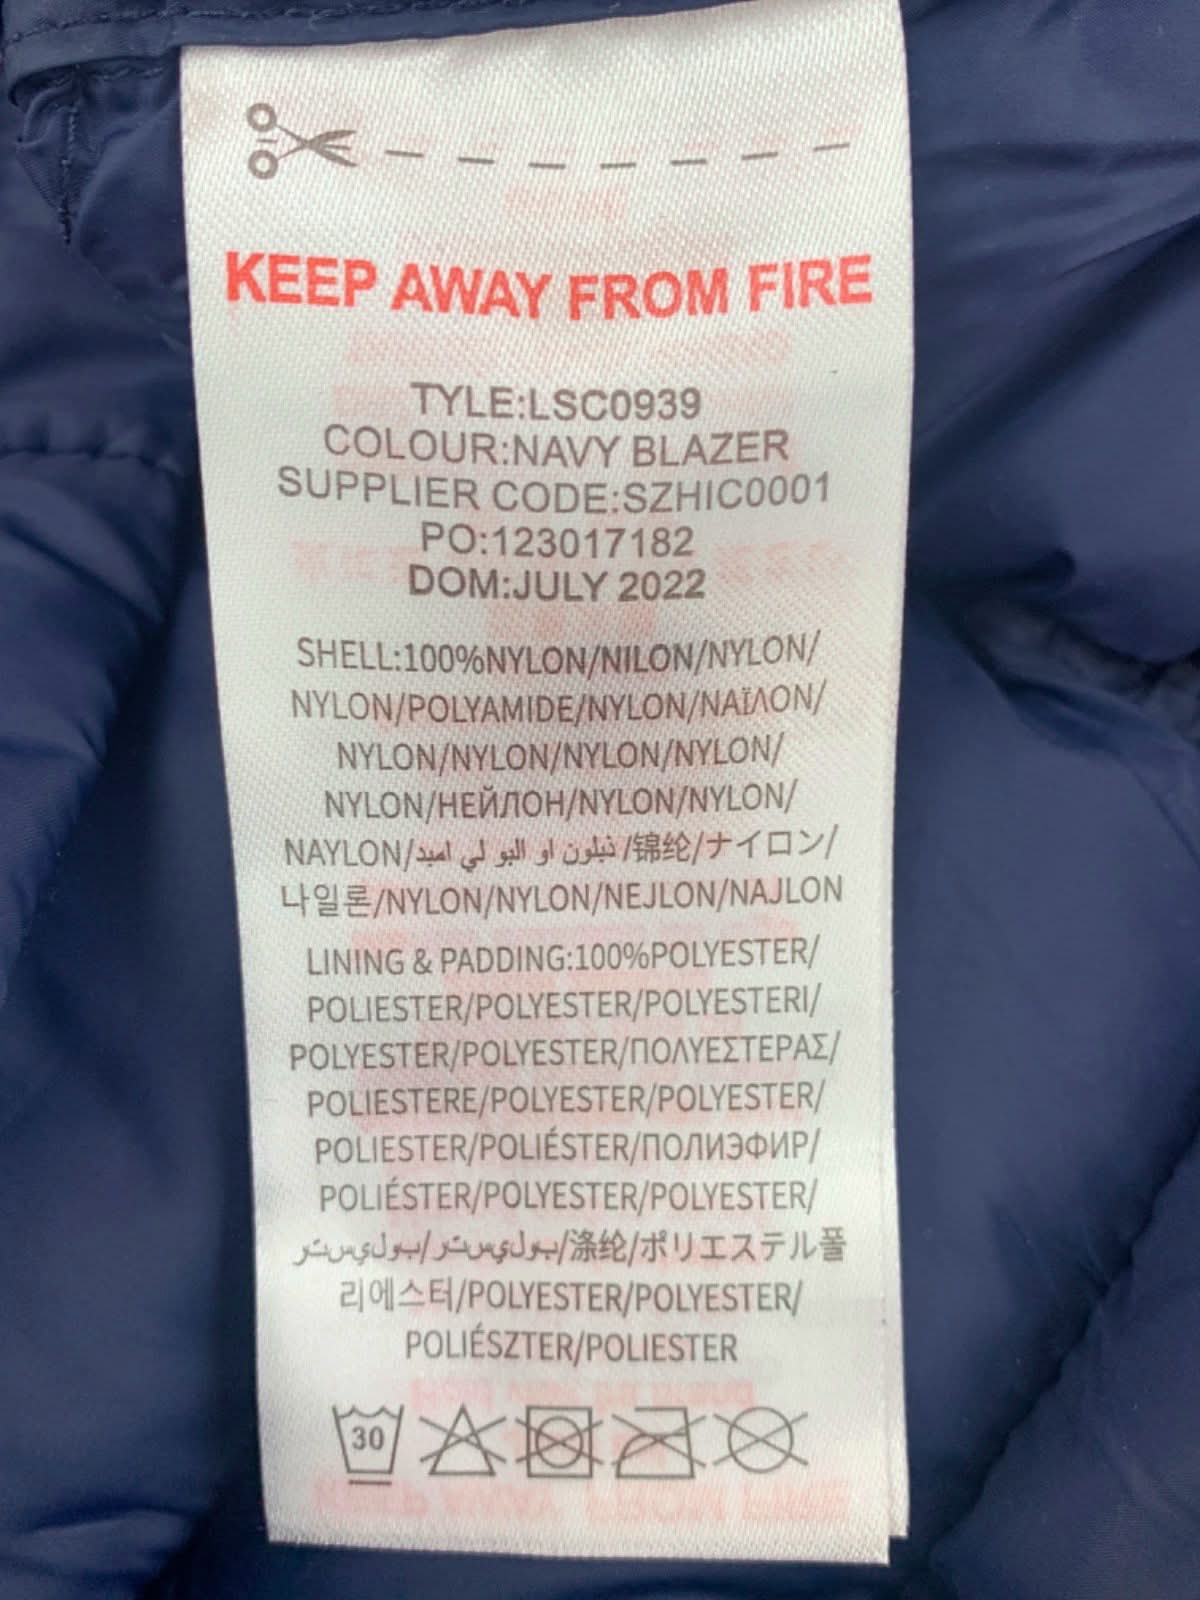 KEEP AWAY FROM FIRE
TYLE:LSC0939
COLOUR:NAVY BLAZER
SUPPLIER CODE:SZHIC0001
PO:123017182
DOM:JULY 2022
SHELL:100%NYLON/NILON/NYLON/
NYLON/POLYAMIDE/NYLON/ΝΑΪΛΟΝ/
NYLON/NYLON/NYLON/NYLON/
NYLON/НЕЙЛОН/NYLON/NYLON/
NAYLON/نيلون او البو لي اميد/锦纶/ナイロン/
나일론/NYLON/NYLON/NEJLON/NAJLON
LINING & PADDING:100%POLYESTER/
POLIESTER/POLYESTER/POLYESTERI/
POLYESTER/POLYESTER/ΠΟΛΥΕΣΤΕΡΑΣ/
POLIESTERE/POLYESTER/POLYESTER/
POLIESTER/POLIÉSTER/ПОЛИЭФИР/
POLIÉSTER/POLYESTER/POLYESTER/
بوليستر/بوليستر/涤纶/ポリエステル폴
리에스터/POLYESTER/POLYESTER/
POLIÉSZTER/POLIESTER
30